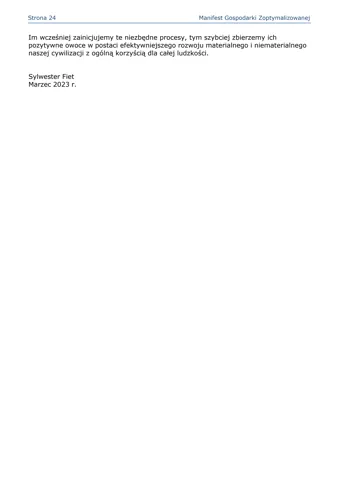 Strona 24 Manifest Gospodarki Zoptymalizowanej
Im wcześniej zainicjujemy te niezbędne procesy, tym szybciej zbierzemy ich
pozytywne owoce w postaci efektywniejszego rozwoju materialnego i niematerialnego
naszej cywilizacji z ogólną korzyścią dla całej ludzkości.
Sylwester Fiet
Marzec 2023 r.